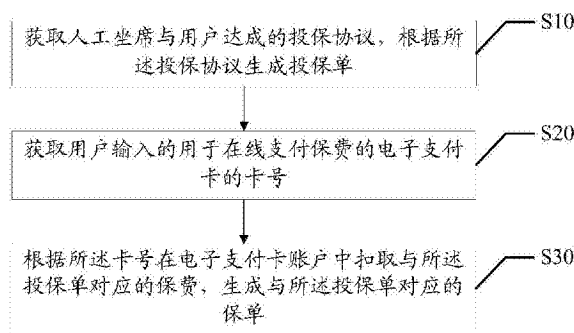 获取人工坐席与用户达成的投保协议，根据所
述投保协议生成投保单
S10
获取用户输入的用于在线支付保费的电子支付
卡的卡号
S20
根据所述卡号在电子支付卡账户中扣取与所述
投保单对应的保费，生成与所述投保单对应的
保单
S30